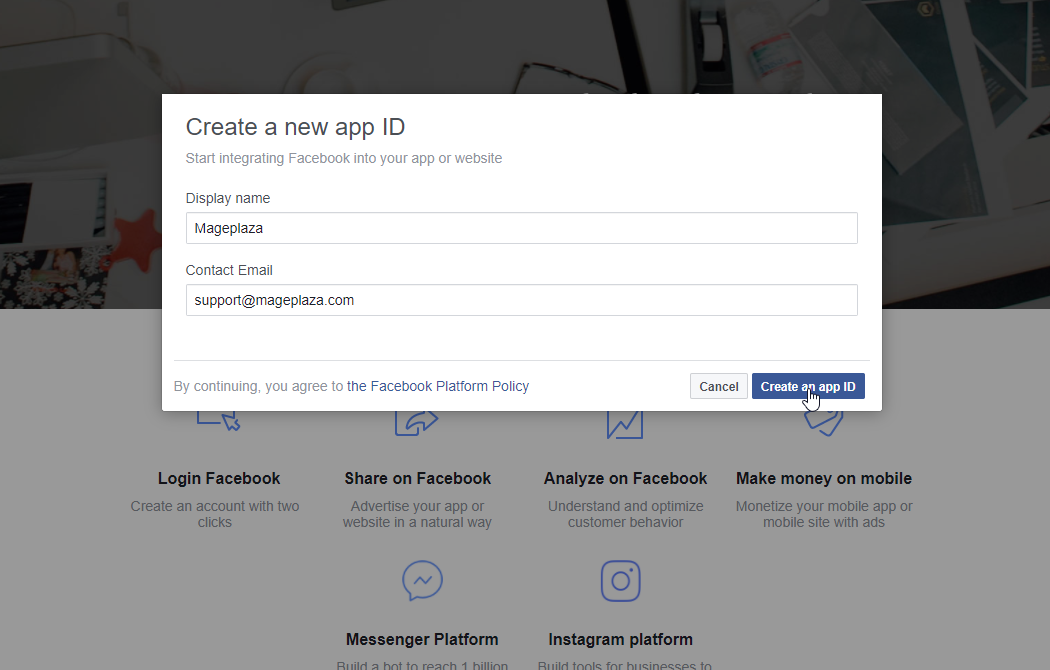 Create a new app ID
Start integrating Facebook into your app or website
Display name
Mageplaza
Contact Email
support@mageplaza.com
By continuing, you agree to the Facebook Platform Policy
Cancel
Create an app ID
Login Facebook
Create an account with two
clicks
Share on Facebook
Advertise your app or
website in a natural way
Analyze on Facebook
Understand and optimize
customer behavior
Make money on mobile
Monetize your mobile app or
mobile site with ads
Messenger Platform
Build a bot to reach 1 billion
Instagram platform
Build tools for businesses to